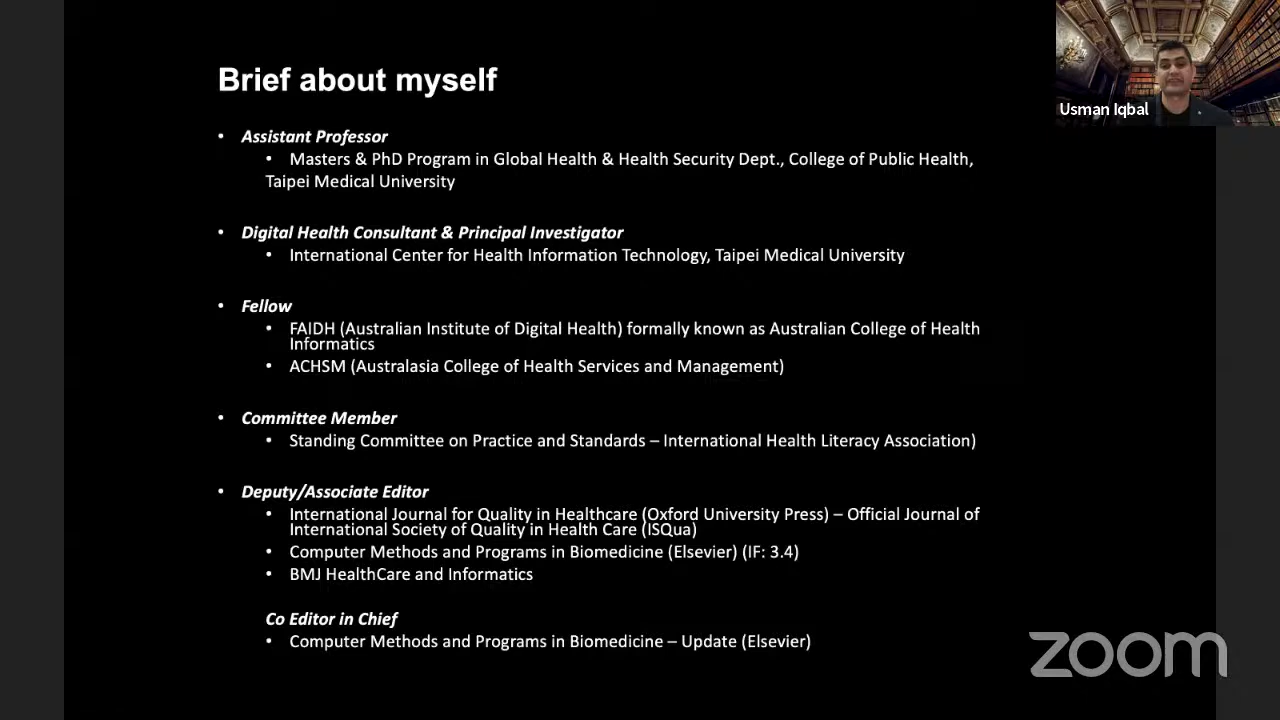 Brief about myself
• Assistant Professor
• Masters & PhD Program in Global Health & Health Security Dept., College of Public Health,
Taipei Medical University
• Digital Health Consultant & Principal Investigator
• International Center for Health Information Technology, Taipei Medical University
• Fellow
• FAIDH (Australian Institute of Digital Health) formally known as Australian College of Health
Informatics
• ACHSM (Australasia College of Health Services and Management)
• Committee Member
• Standing Committee on Practice and Standards – International Health Literacy Association)
• Deputy/Associate Editor
• International Journal for Quality in Healthcare (Oxford University Press) – Official Journal of
International Society of Quality in Health Care (ISQua)
• Computer Methods and Programs in Biomedicine (Elsevier) (IF: 3.4)
• BMJ HealthCare and Informatics
Co Editor in Chief
• Computer Methods and Programs in Biomedicine – Update (Elsevier)
Usman Iqbal
zoom